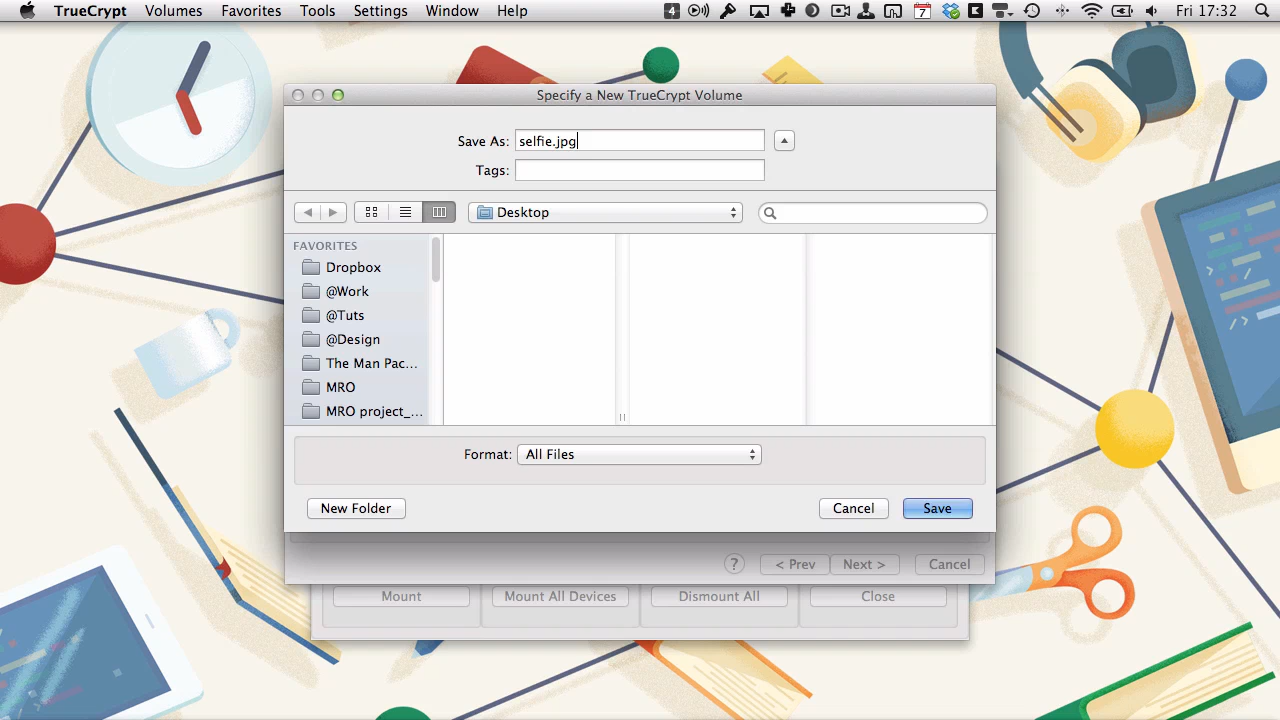 TrueCrypt Volumes Favorites Tools Settings Window Help 4 7 Fri 17:32
Specify a New TrueCrypt Volume
Save As: selfie.jpg
Tags:
Desktop
FAVORITES
Dropbox
@Work
@Tuts
@Design
The Man Pac...
MRO
MRO project_...
Format: All Files
New Folder Cancel Save
? < Prev Next > Cancel
Mount Mount All Devices Dismount All Close